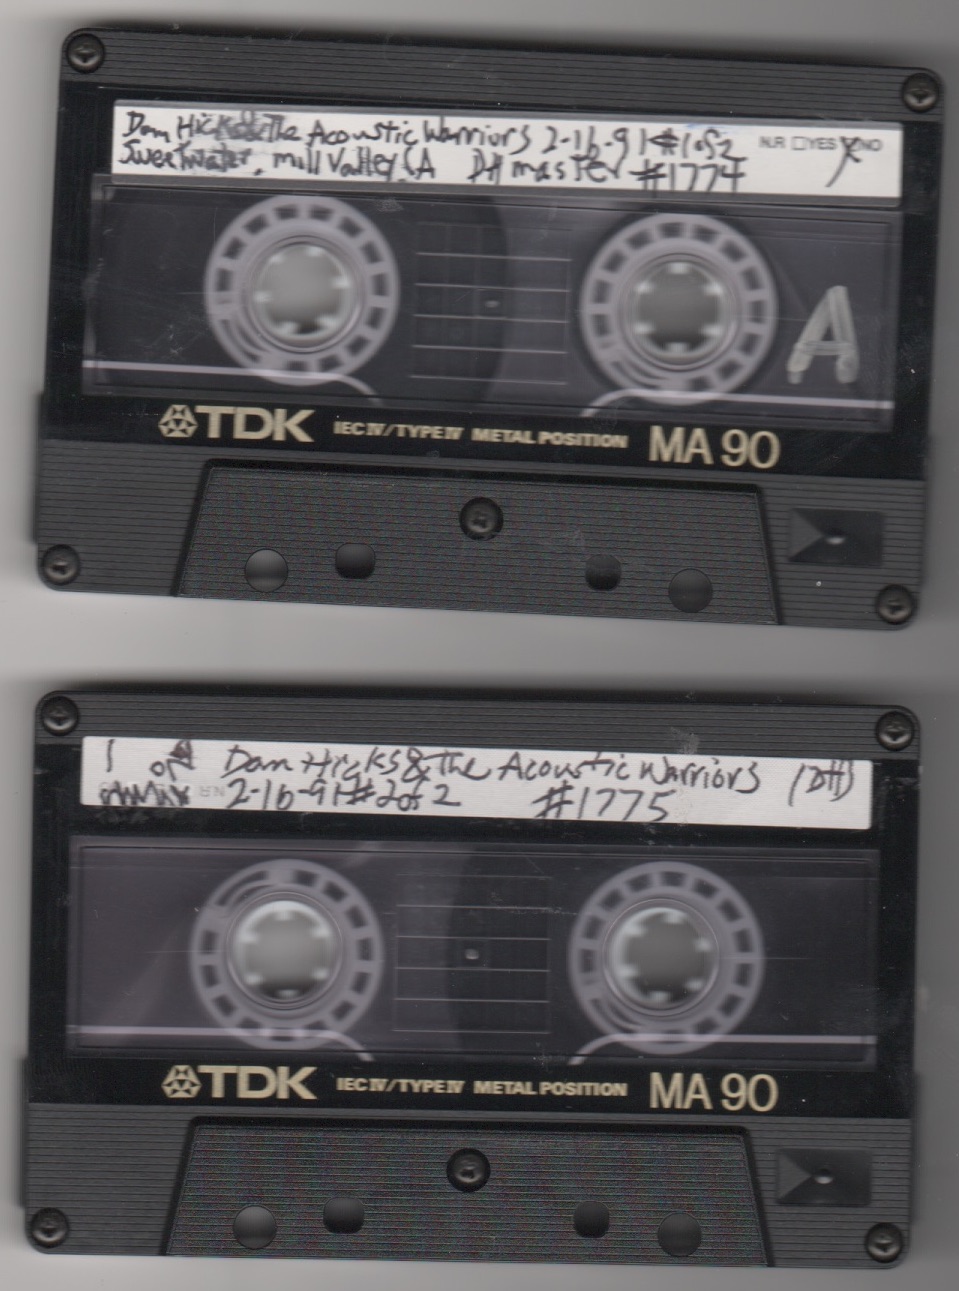 Dan Hicks & The Acoustic Warriors 2-16-91 #1 of 2
N.R □YES □NO
Sweetwater, Mill Valley CA DH master #1774
A
TDK IEC IV/TYPE IV METAL POSITION MA 90
Dan Hicks & The Acoustic Warriors (DH)
N.R 2-16-91 #2 of 2 #1775
TDK IEC IV/TYPE IV METAL POSITION MA 90